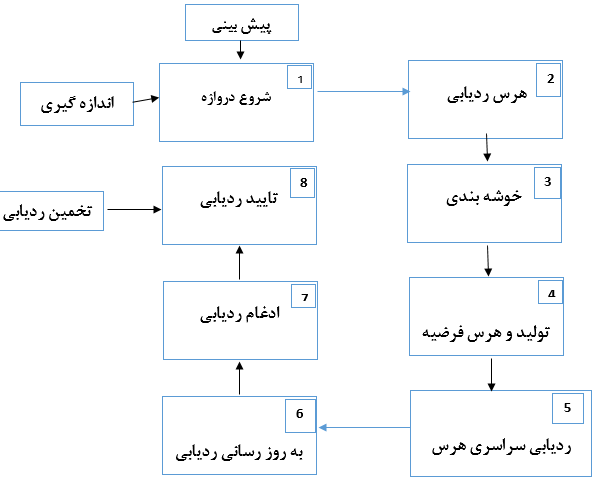 پیش بینی
اندازه گیری
1
شروع دروازه
2
هرس ردیابی
3
خوشه بندی
4
تولید و هرس فرضیه
5
ردیابی سراسری هرس
6
به روز رسانی ردیابی
7
ادغام ردیابی
8
تایید ردیابی
تخمین ردیابی